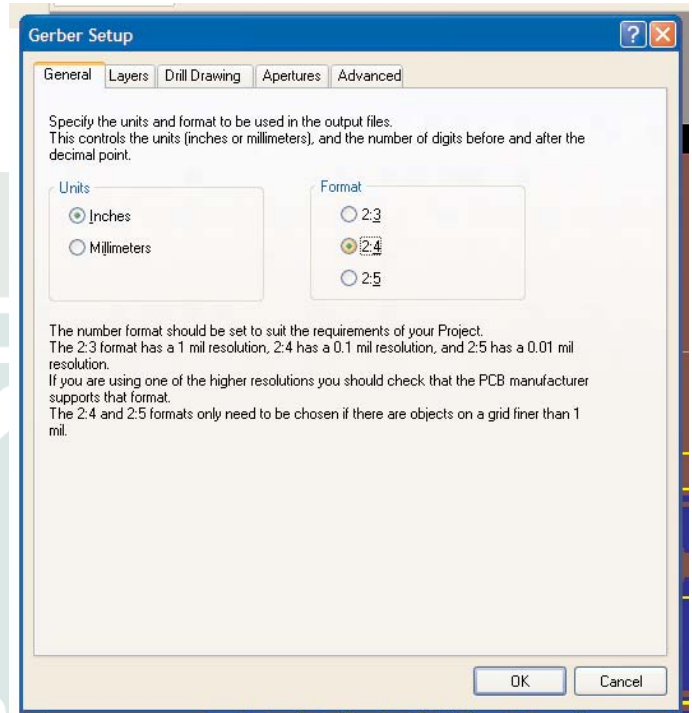 Gerber Setup
General Layers Drill Drawing Apertures Advanced
Specify the units and format to be used in the output files.
This controls the units (inches or millimeters), and the number of digits before and after the
decimal point.
Units
Inches
Millimeters
Format
2:3
2:4
2:5
The number format should be set to suit the requirements of your Project.
The 2:3 format has a 1 mil resolution, 2:4 has a 0.1 mil resolution, and 2:5 has a 0.01 mil
resolution.
If you are using one of the higher resolutions you should check that the PCB manufacturer
supports that format.
The 2:4 and 2:5 formats only need to be chosen if there are objects on a grid finer than 1
mil.
OK Cancel